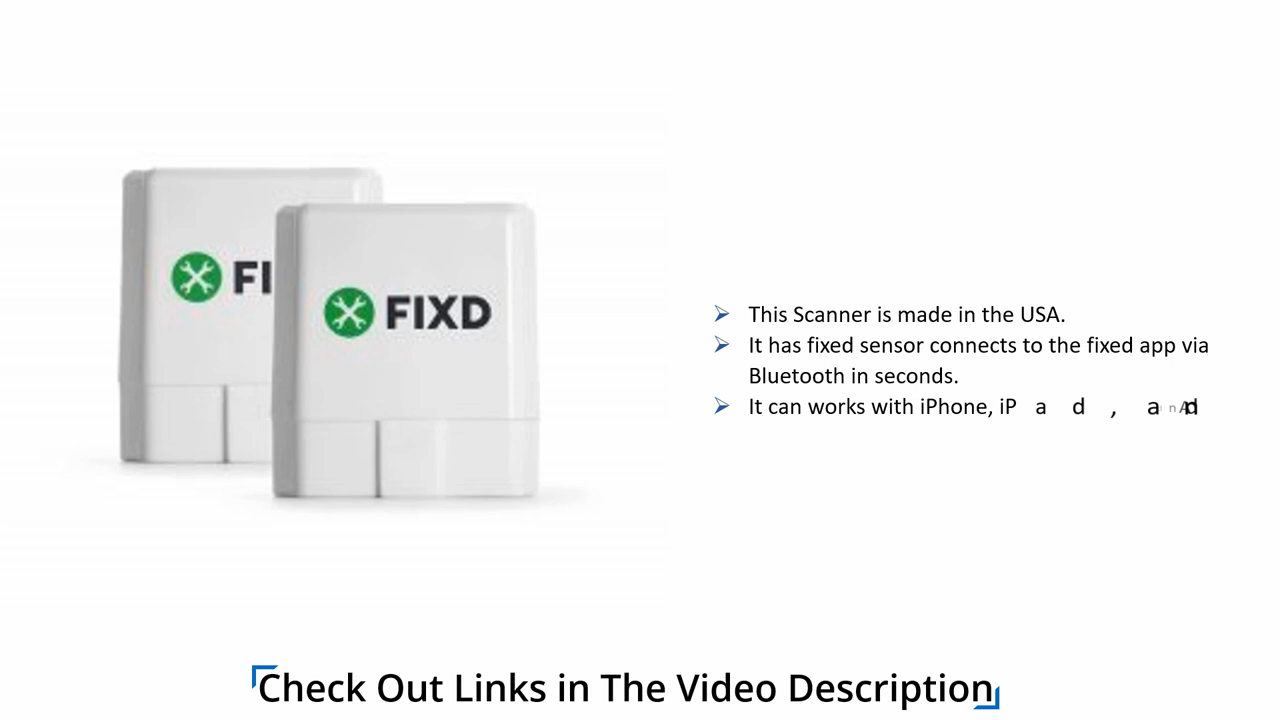 FI
FIXD
This Scanner is made in the USA.
It has fixed sensor connects to the fixed app via
Bluetooth in seconds.
It can works with iPhone, iPad, a
Check Out Links in The Video Description